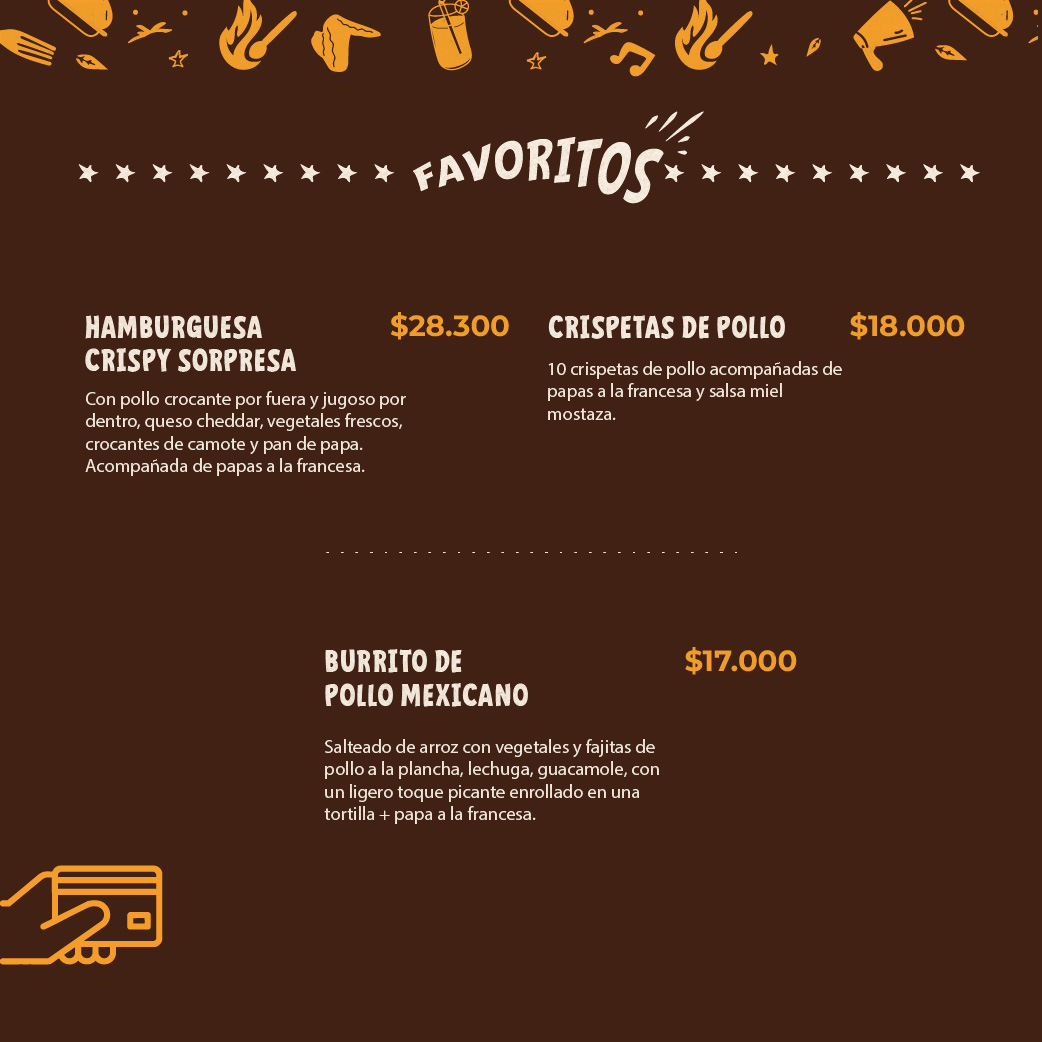 FAVORITOS
HAMBURGUESA
CRISPY SORPRESA
$28.300
Con pollo crocante por fuera y jugoso por
dentro, queso cheddar, vegetales frescos,
crocantes de camote y pan de papa.
Acompañada de papas a la francesa.
CRISPETAS DE POLLO
$18.000
10 crispetas de pollo acompañadas de
papas a la francesa y salsa miel
mostaza.
BURRITO DE
POLLO MEXICANO
$17.000
Salteado de arroz con vegetales y fajitas de
pollo a la plancha, lechuga, guacamole, con
un ligero toque picante enrollado en una
tortilla + papa a la francesa.